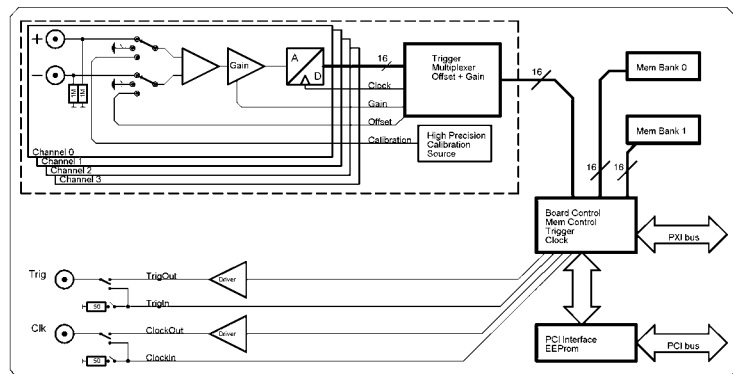 +
−
1M 1M
Gain
A
D
16
Trigger
Multiplexer
Offset + Gain
16
Mem Bank 0
Mem Bank 1
Clock
Gain
Offset
Calibration
High Precision
Calibration
Source
Channel 0
Channel 1
Channel 2
Channel 3
16
16
Board Control
Mem Control
Trigger
Clock
PXI bus
Trig
TrigOut
Driver
50
TrigIn
Clk
ClockOut
Driver
50
ClockIn
PCI Interface
EEProm
PCI bus